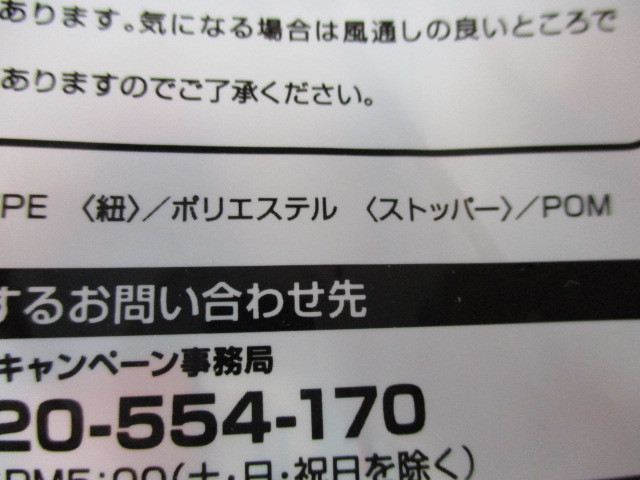 あります。気になる場合は風通しの良いところで
ありますのでご了承ください。
PE 〈紐〉／ポリエステル 〈ストッパー〉／POM
するお問い合わせ先
キャンペーン事務局
20-554-170
PM5:00(土・日・祝日を除く)